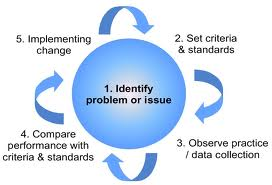 1. Identify
problem or issue
2. Set criteria
& standards
3. Observe practice
/ data collection
4. Compare
performance with
criteria & standards
5. Implementing
change